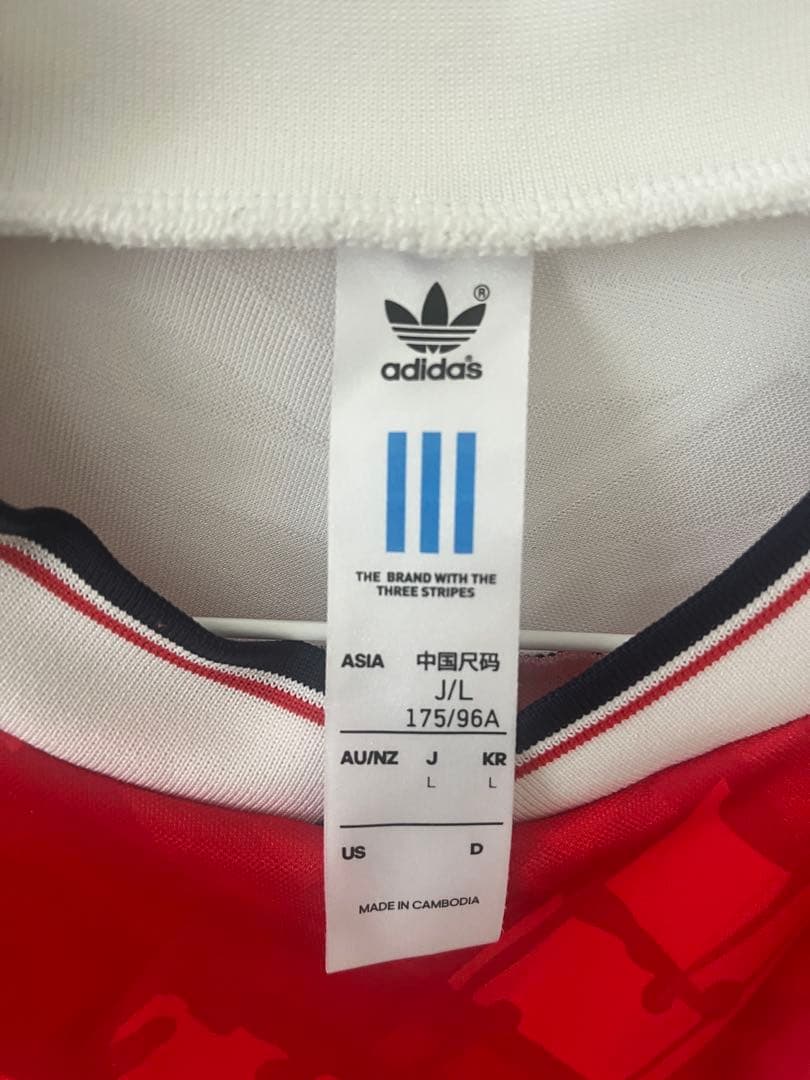 ®
adidas®
THE BRAND WITH THE
THREE STRIPES
ASIA 中国尺码
J/L
175/96A
AU/NZ J KR
L L
US D
MADE IN CAMBODIA